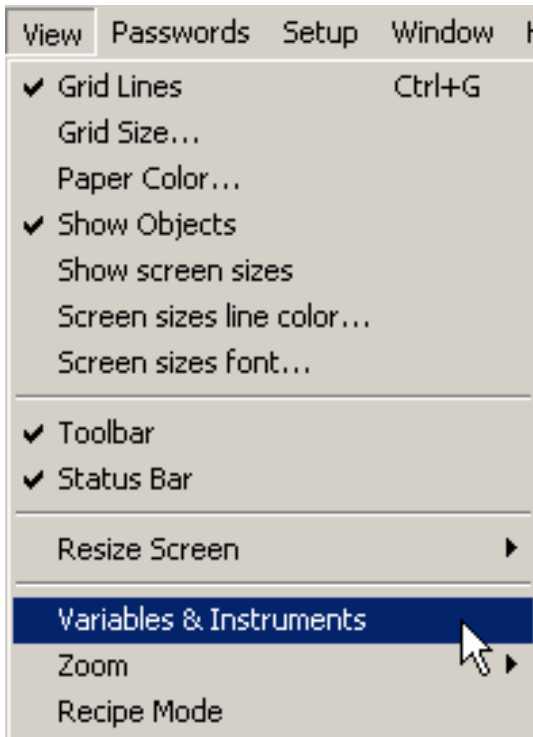 View Passwords Setup Window
Grid Lines Ctrl+G
Grid Size...
Paper Color...
Show Objects
Show screen sizes
Screen sizes line color...
Screen sizes font...
Toolbar
Status Bar
Resize Screen
Variables & Instruments
Zoom
Recipe Mode